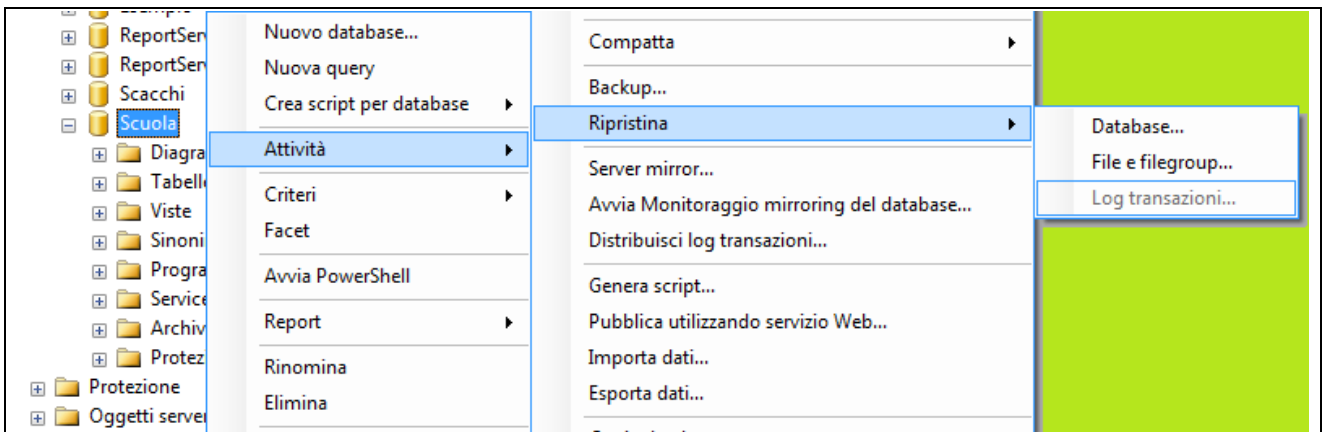 ReportServ
ReportServ
Scacchi
Scuola
Diagra
Tabelle
Viste
Sinoni
Progra
Service
Archiv
Protez
Protezione
Oggetti server
Nuovo database...
Nuova query
Crea script per database
Attività
Criteri
Facet
Avvia PowerShell
Report
Rinomina
Elimina
Compatta
Backup...
Ripristina
Server mirror...
Avvia Monitoraggio mirroring del database...
Distribuisci log transazioni...
Genera script...
Pubblica utilizzando servizio Web...
Importa dati...
Esporta dati...
Database...
File e filegroup...
Log transazioni...